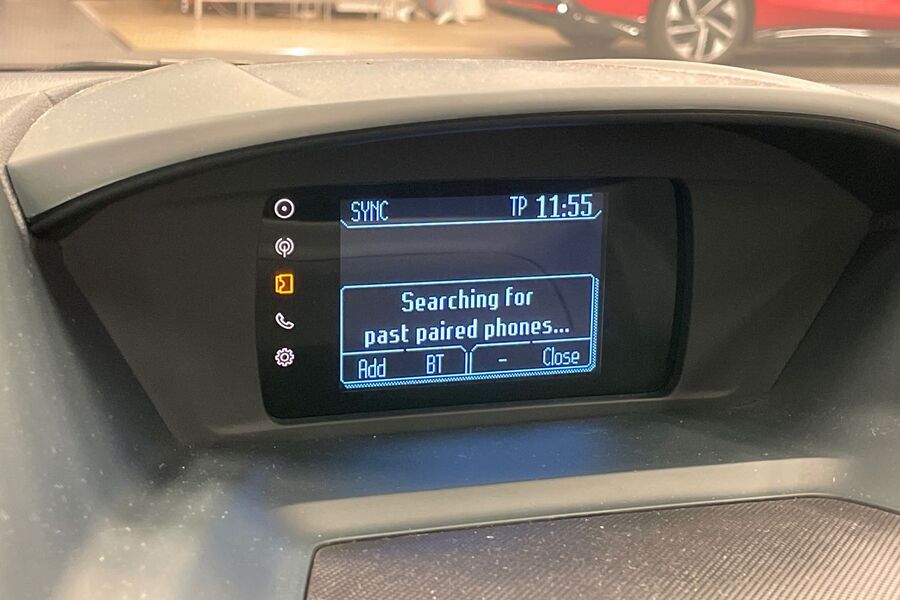 SYNC TP 11:55
Searching for
past paired phones...
Add BT - Close